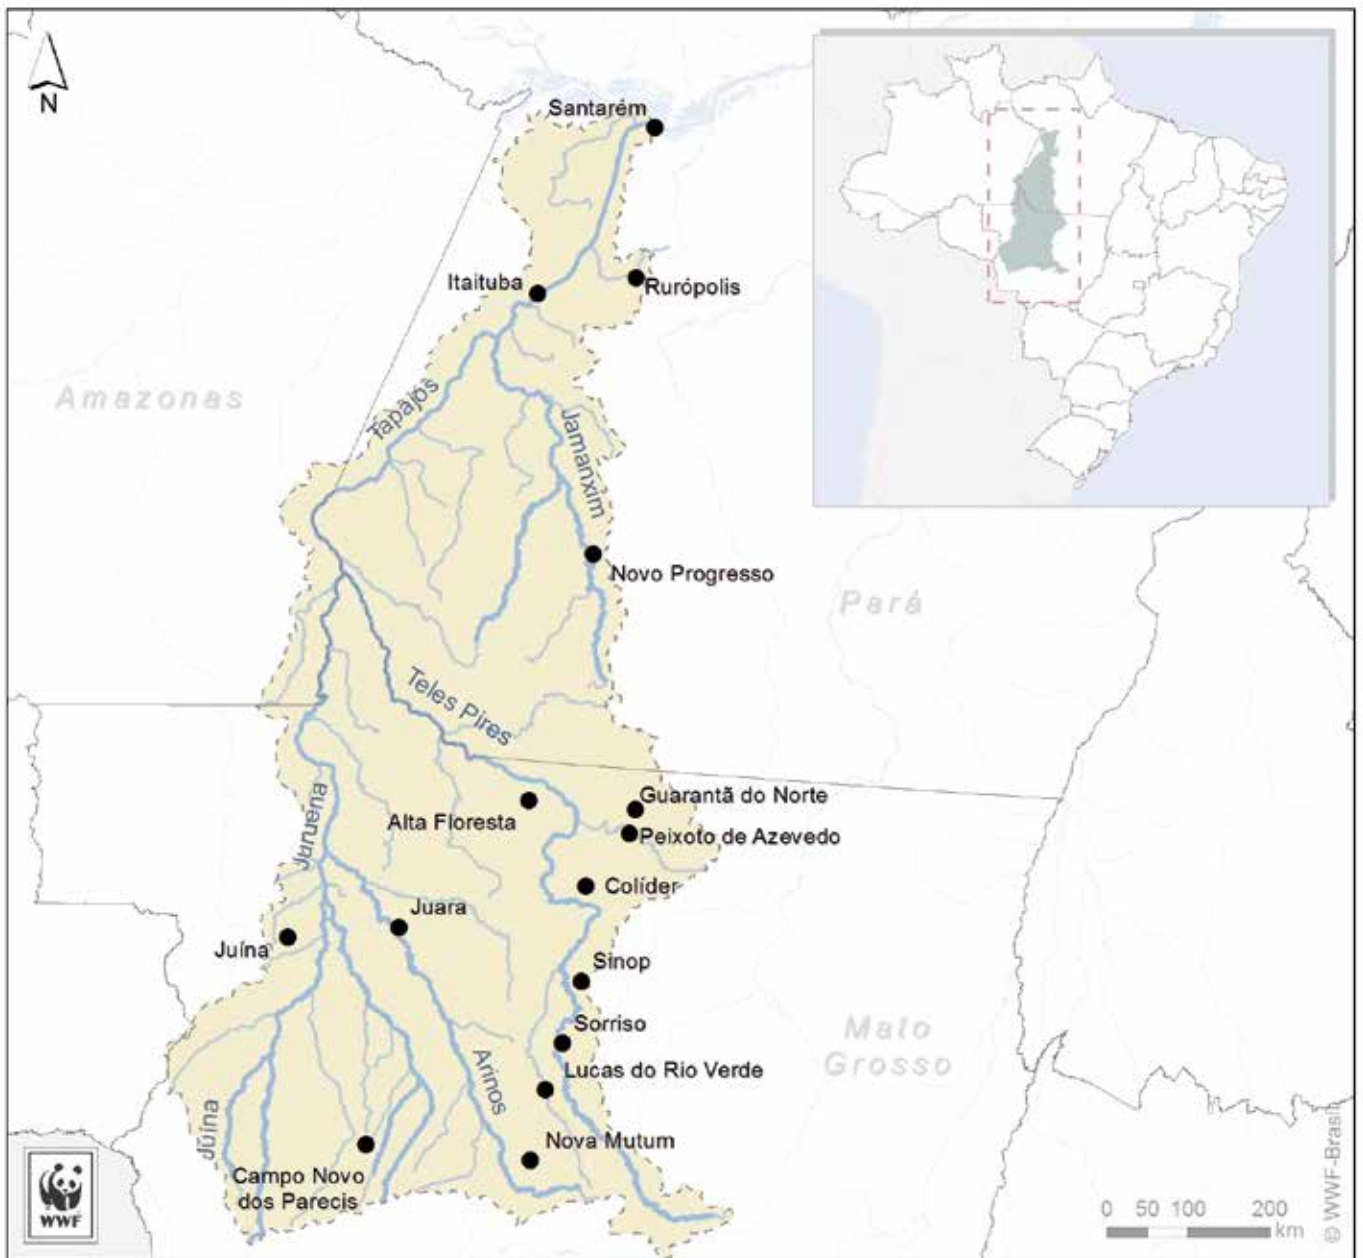 N
Santarém
Itaituba
Rurópolis
Tapajós
Amazonas
Jamanxim
Novo Progresso
Pará
Teles Pires
Guarantã do Norte
Alta Floresta
Peixoto de Azevedo
Juruena
Colíder
Juara
Juína
Sinop
Sorriso
Mato
Grosso
Lucas do Rio Verde
Arinos
Juína
Nova Mutum
Campo Novo
dos Parecis
WWF
0 50 100 200
km
© WWF-Brasil